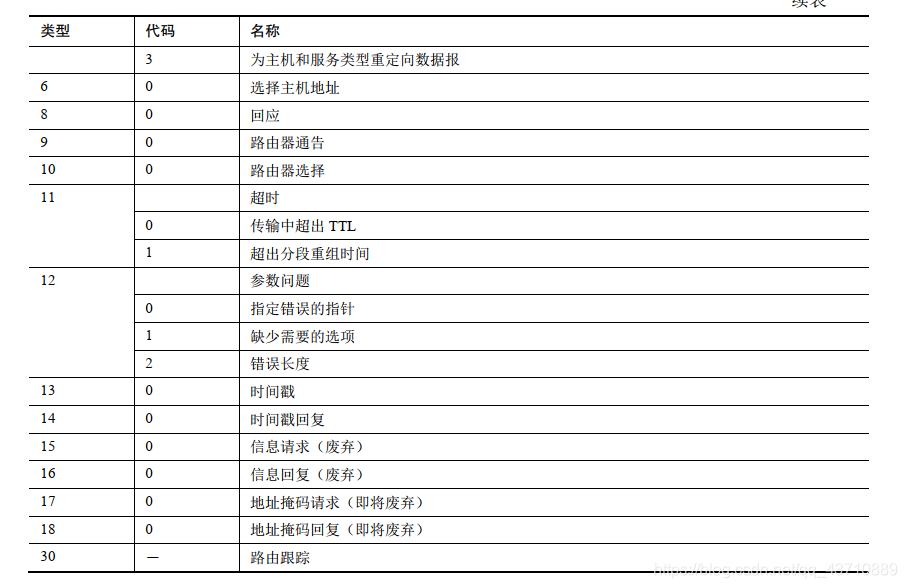 续表
类型 代码 名称
3 为主机和服务类型重定向数据报
6 0 选择主机地址
8 0 回应
9 0 路由器通告
10 0 路由器选择
11 超时
0 传输中超出 TTL
1 超出分段重组时间
12 参数问题
0 指定错误的指针
1 缺少需要的选项
2 错误长度
13 0 时间戳
14 0 时间戳回复
15 0 信息请求（废弃）
16 0 信息回复（废弃）
17 0 地址掩码请求（即将废弃）
18 0 地址掩码回复（即将废弃）
30 — 路由跟踪
https://blog.csdn.net/qq_43710889